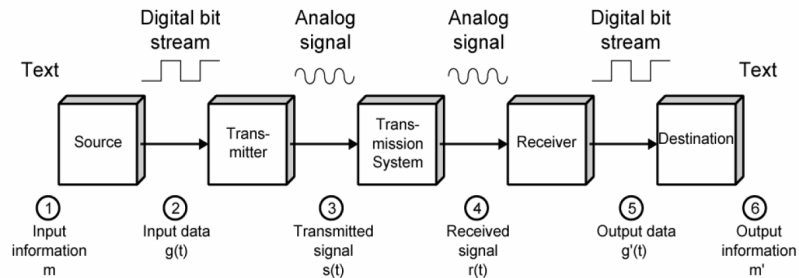 Digital bit
stream
Analog
signal
Analog
signal
Digital bit
stream
Text
Text
Source
Trans-
mitter
Trans-
mission
System
Receiver
Destination
1
Input
information
m
2
Input data
g(t)
3
Transmitted
signal
s(t)
4
Received
signal
r(t)
5
Output data
g'(t)
6
Output
information
m'